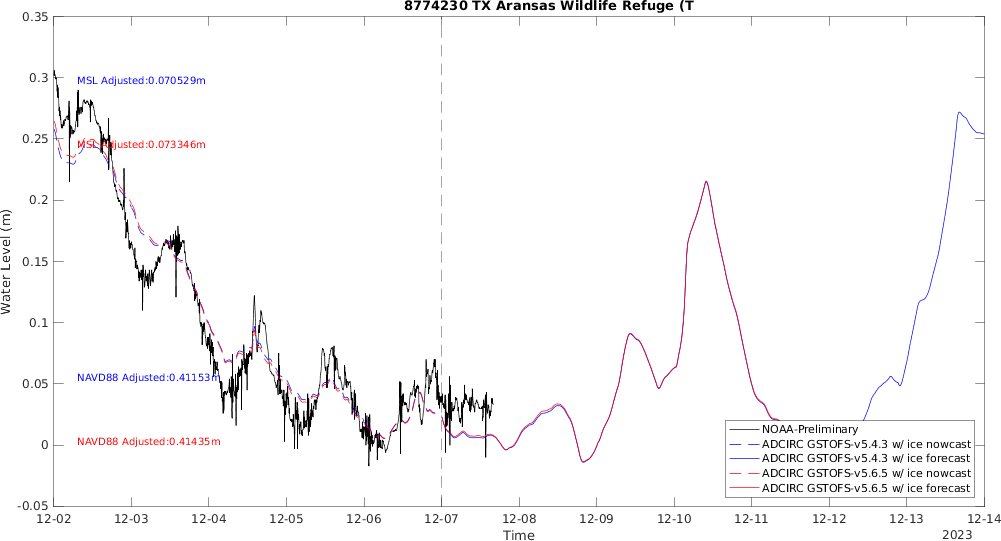 8774230 TX Aransas Wildlife Refuge (T
0.35
0.3
0.25
0.2
0.15
0.1
0.05
0
-0.05
Water Level (m)
MSL Adjusted:0.070529m
MSL Adjusted:0.073346m
NAVD88 Adjusted:0.41153m
NAVD88 Adjusted:0.41435m
NOAA-Preliminary
ADCIRC GSTOFS-v5.4.3 w/ ice nowcast
ADCIRC GSTOFS-v5.4.3 w/ ice forecast
ADCIRC GSTOFS-v5.6.5 w/ ice nowcast
ADCIRC GSTOFS-v5.6.5 w/ ice forecast
12-02 12-03 12-04 12-05 12-06 12-07 12-08 12-09 12-10 12-11 12-12 12-13 12-14
Time
2023